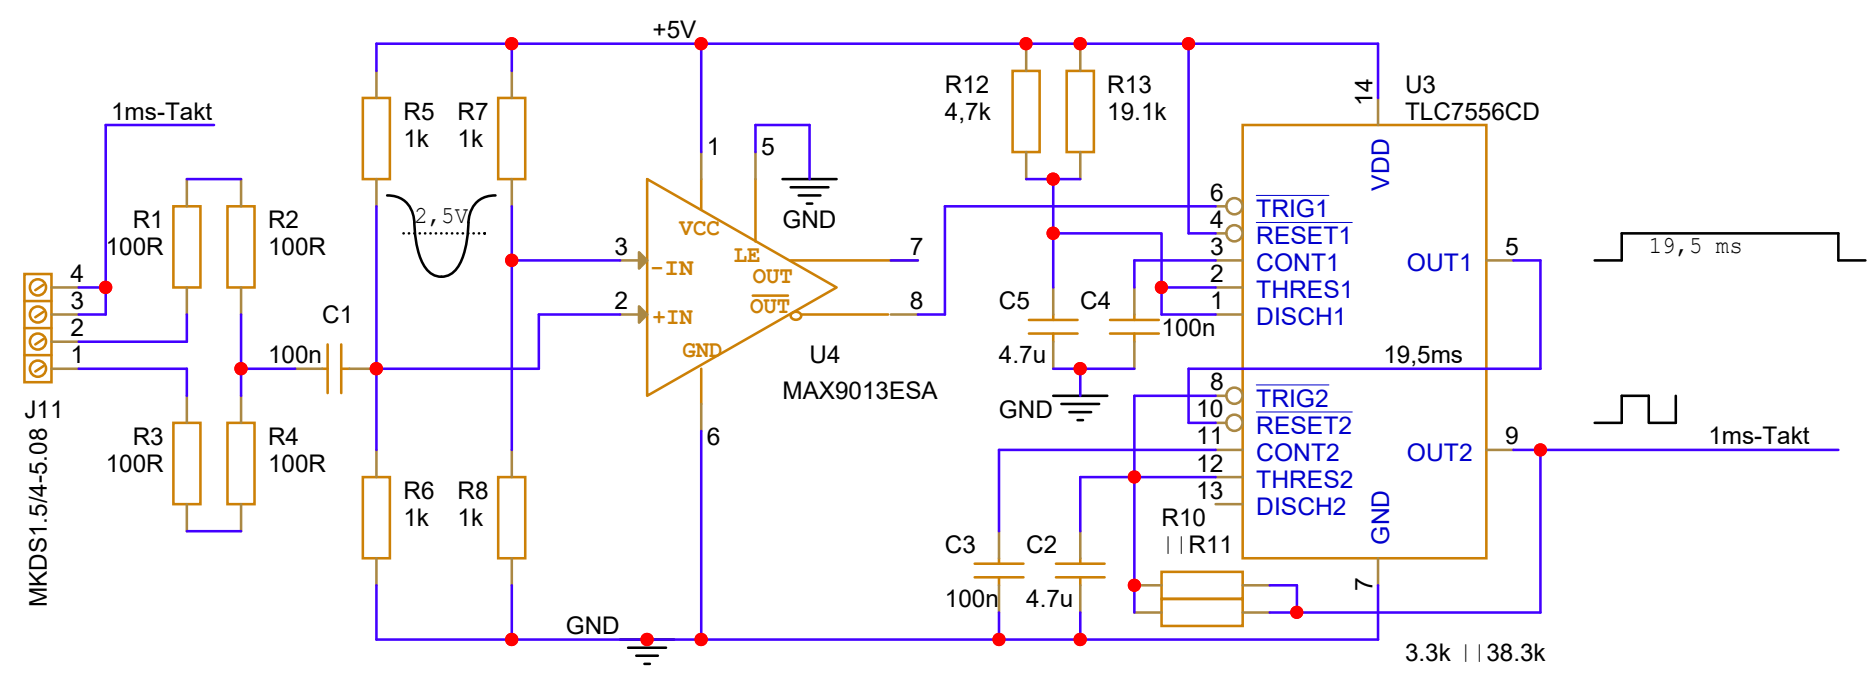 +5V
1ms-Takt
R5
1k
R7
1k
R12
4,7k
R13
19.1k
14
U3
TLC7556CD
VDD
1
5
GND
2,5V
R1
100R
R2
100R
4
3
2
1
J11
MKDS1.5/4-5.08
C1
100n
R3
100R
R4
100R
3
2
VCC
-IN
+IN
LE
OUT
OUT
GND
7
8
U4
MAX9013ESA
6
R6
1k
R8
1k
GND
6
TRIG1
4
RESET1
3
CONT1
2
THRES1
1
DISCH1
OUT1
5
19,5 ms
C5
4.7u
C4
100n
GND
19,5ms
8
TRIG2
10
RESET2
11
CONT2
12
THRES2
13
DISCH2
OUT2
9
1ms-Takt
GND
7
R10
||R11
C3
100n
C2
4.7u
3.3k ||38.3k